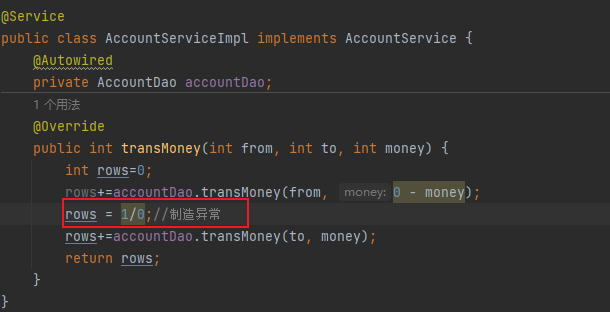 @Service
public class AccountServiceImpl implements AccountService {
@Autowired
private AccountDao accountDao;
1 个用法
@Override
public int transMoney(int from, int to, int money) {
int rows=0;
rows+=accountDao.transMoney(from, money: 0 - money);
rows = 1/0;//制造异常
rows+=accountDao.transMoney(to, money);
return rows;
}
}